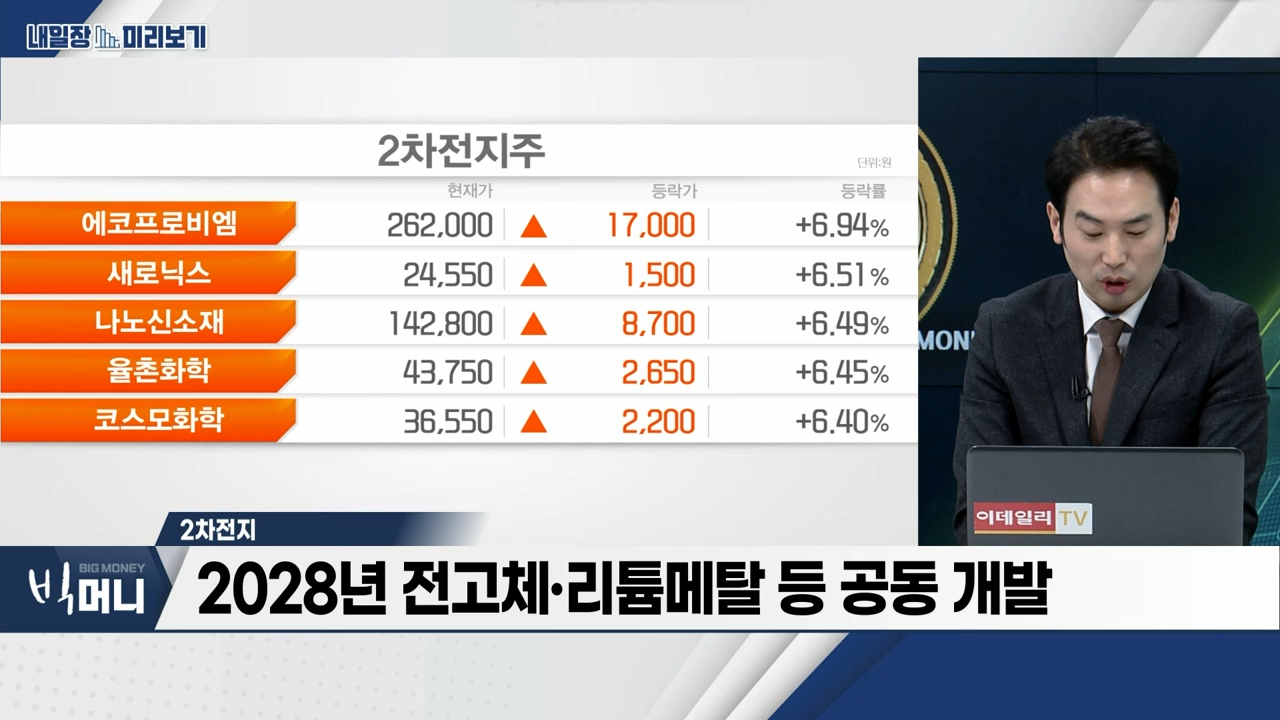 내일장 미리보기
2차전지주
단위:원
현재가 등락가 등락률
에코프로비엠 262,000 ▲ 17,000 +6.94%
새로닉스 24,550 ▲ 1,500 +6.51%
나노신소재 142,800 ▲ 8,700 +6.49%
율촌화학 43,750 ▲ 2,650 +6.45%
코스모화학 36,550 ▲ 2,200 +6.40%
MON
이데일리 TV
2차전지
BIG MONEY
빅머니
2028년 전고체·리튬메탈 등 공동 개발